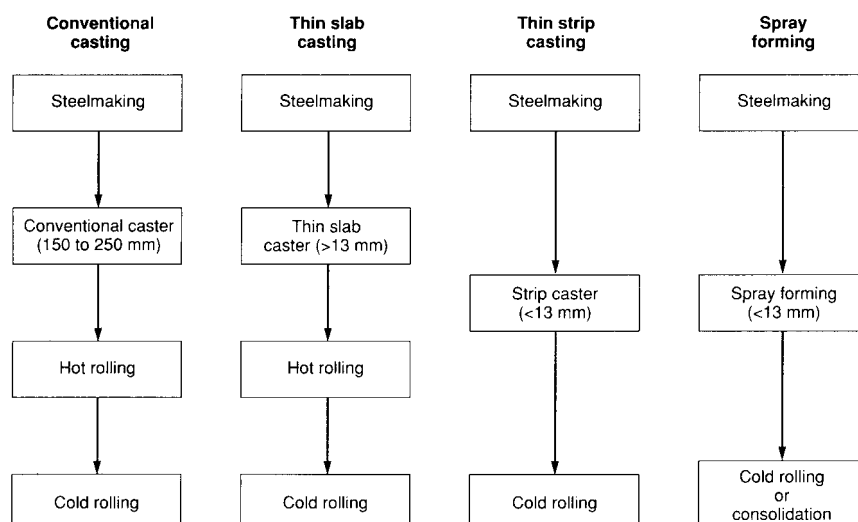 Conventional
casting
Thin slab
casting
Thin strip
casting
Spray
forming
Steelmaking
Steelmaking
Steelmaking
Steelmaking
Conventional caster
(150 to 250 mm)
Thin slab
caster (>13 mm)
Strip caster
(<13 mm)
Spray forming
(<13 mm)
Hot rolling
Hot rolling
Cold rolling
Cold rolling
Cold rolling
Cold rolling
or
consolidation